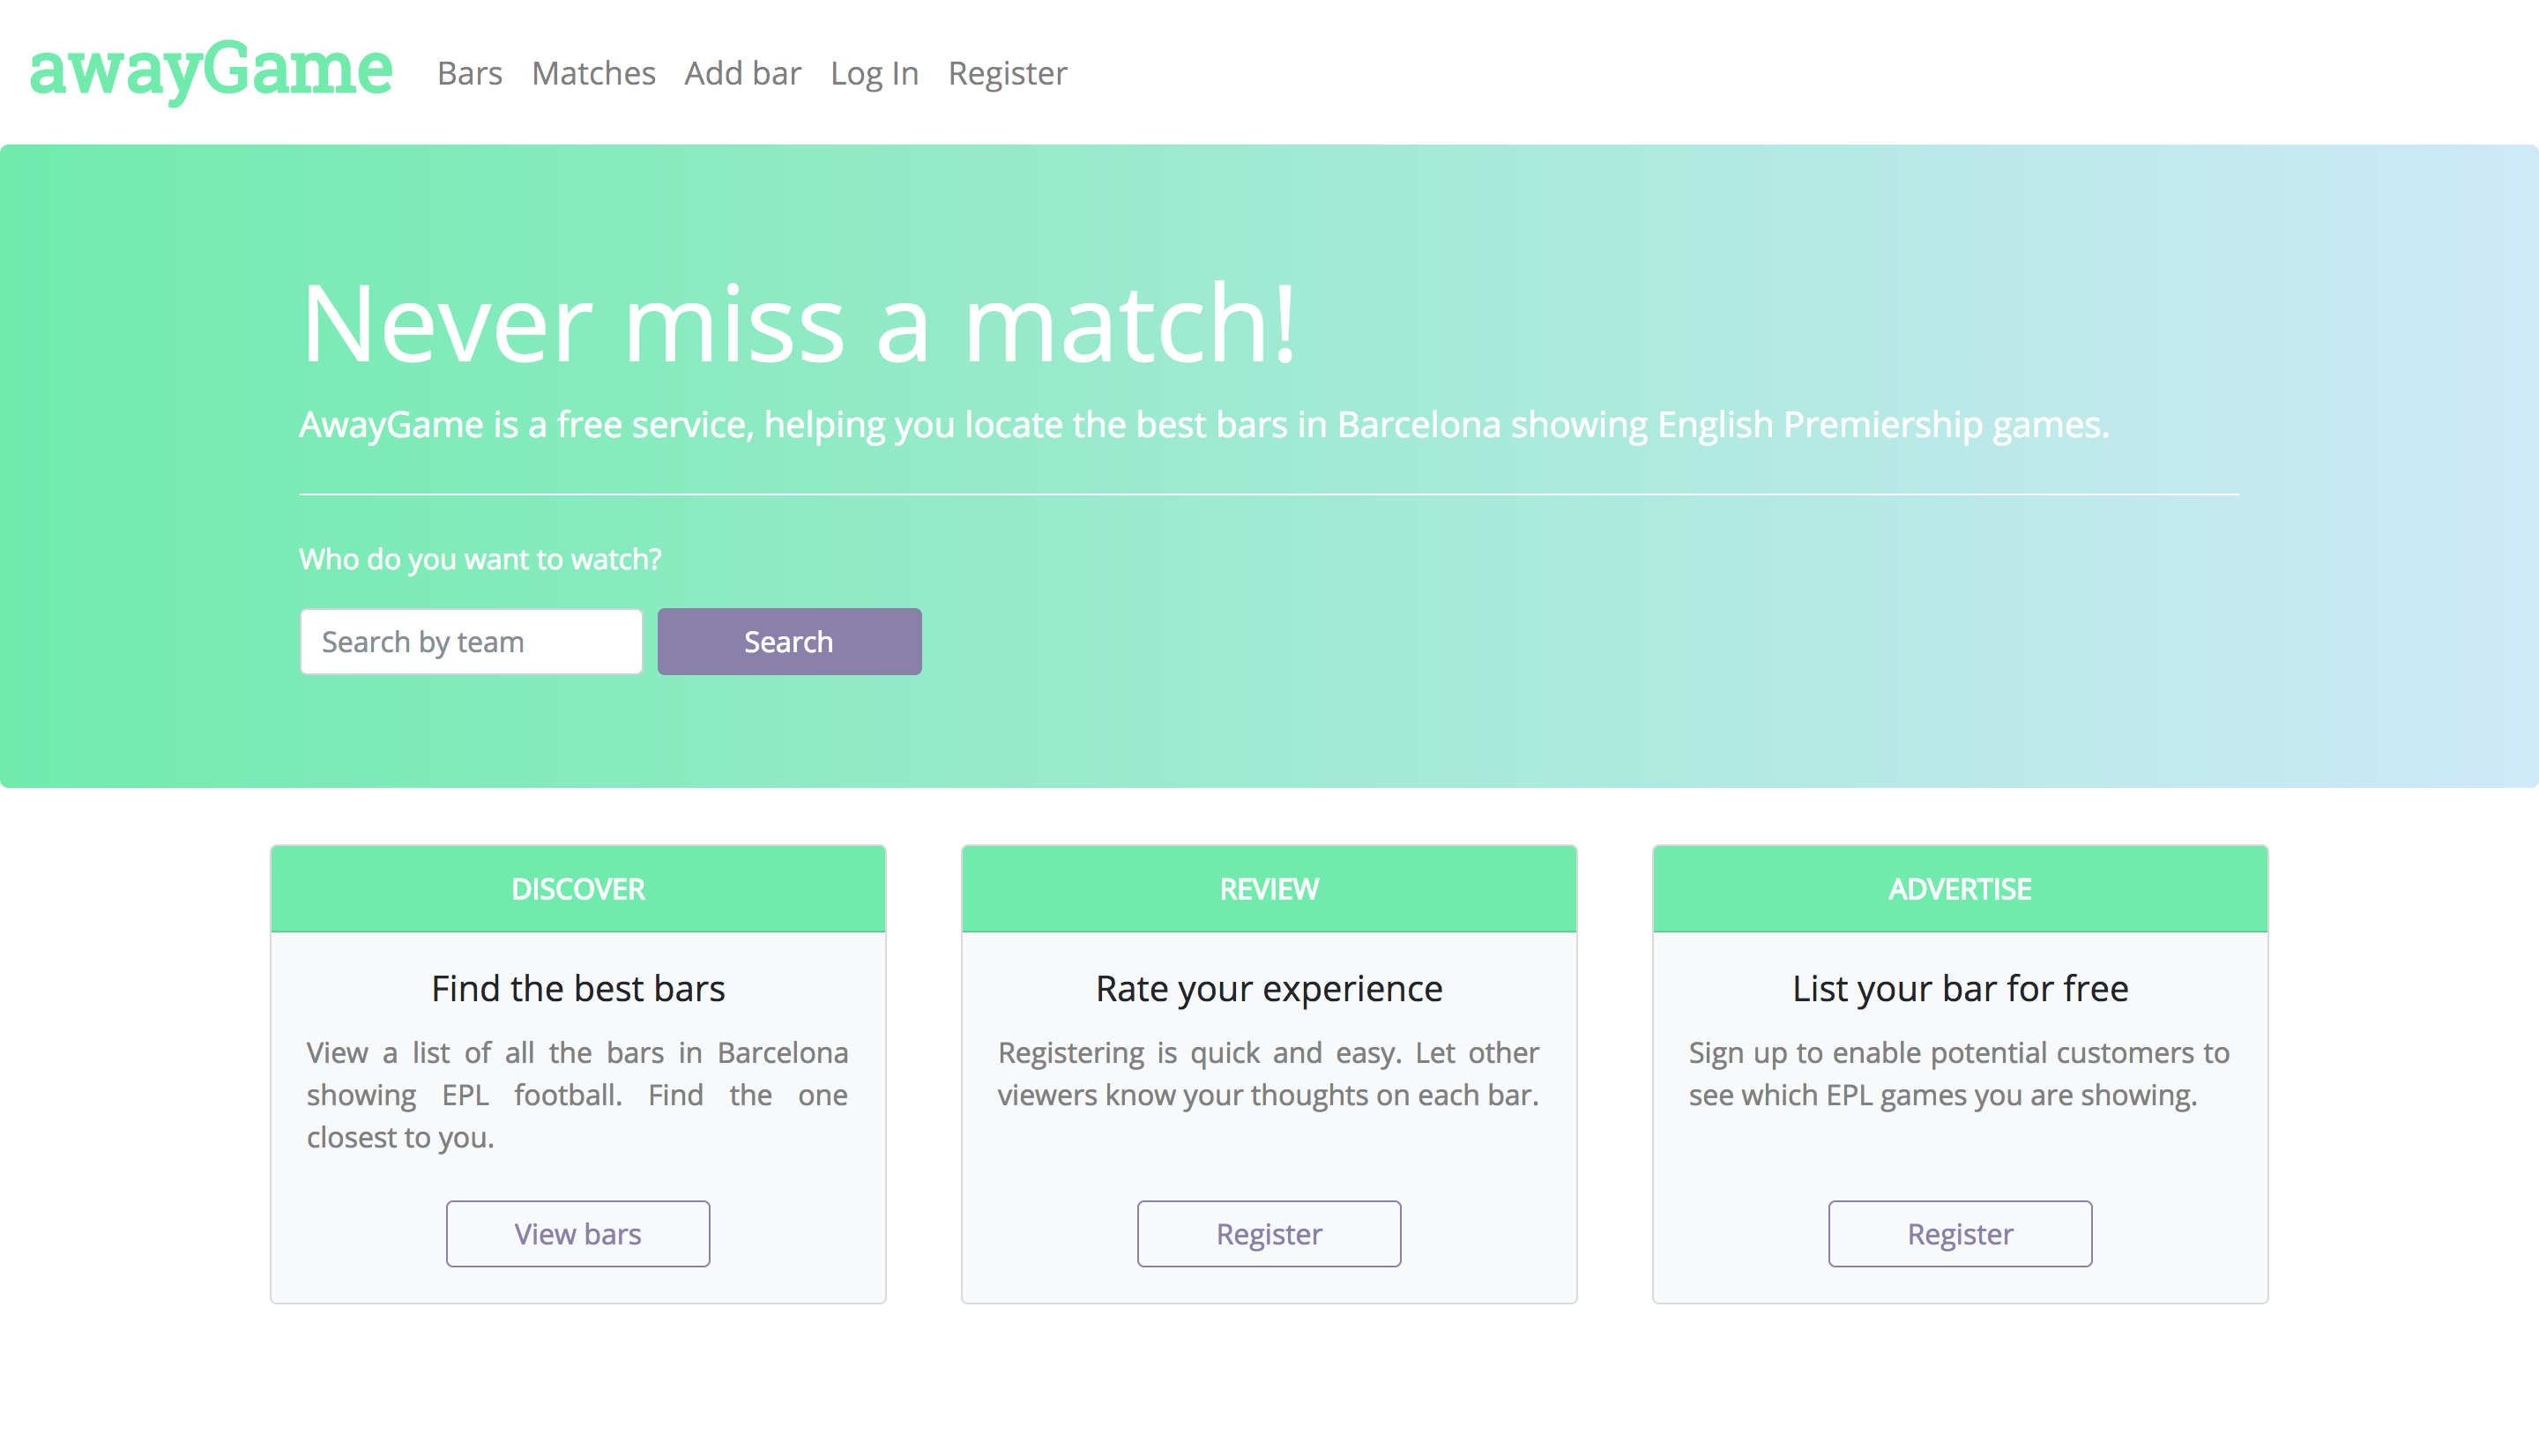 awayGame
Bars
Matches
Add bar
Log In
Register
Never miss a match!
AwayGame is a free service, helping you locate the best bars in Barcelona showing English Premiership games.
Who do you want to watch?
Search by team
Search
DISCOVER
Find the best bars
View a list of all the bars in Barcelona
showing EPL football. Find the one
closest to you.
View bars
REVIEW
Rate your experience
Registering is quick and easy. Let other
viewers know your thoughts on each bar.
Register
ADVERTISE
List your bar for free
Sign up to enable potential customers to
see which EPL games you are showing.
Register